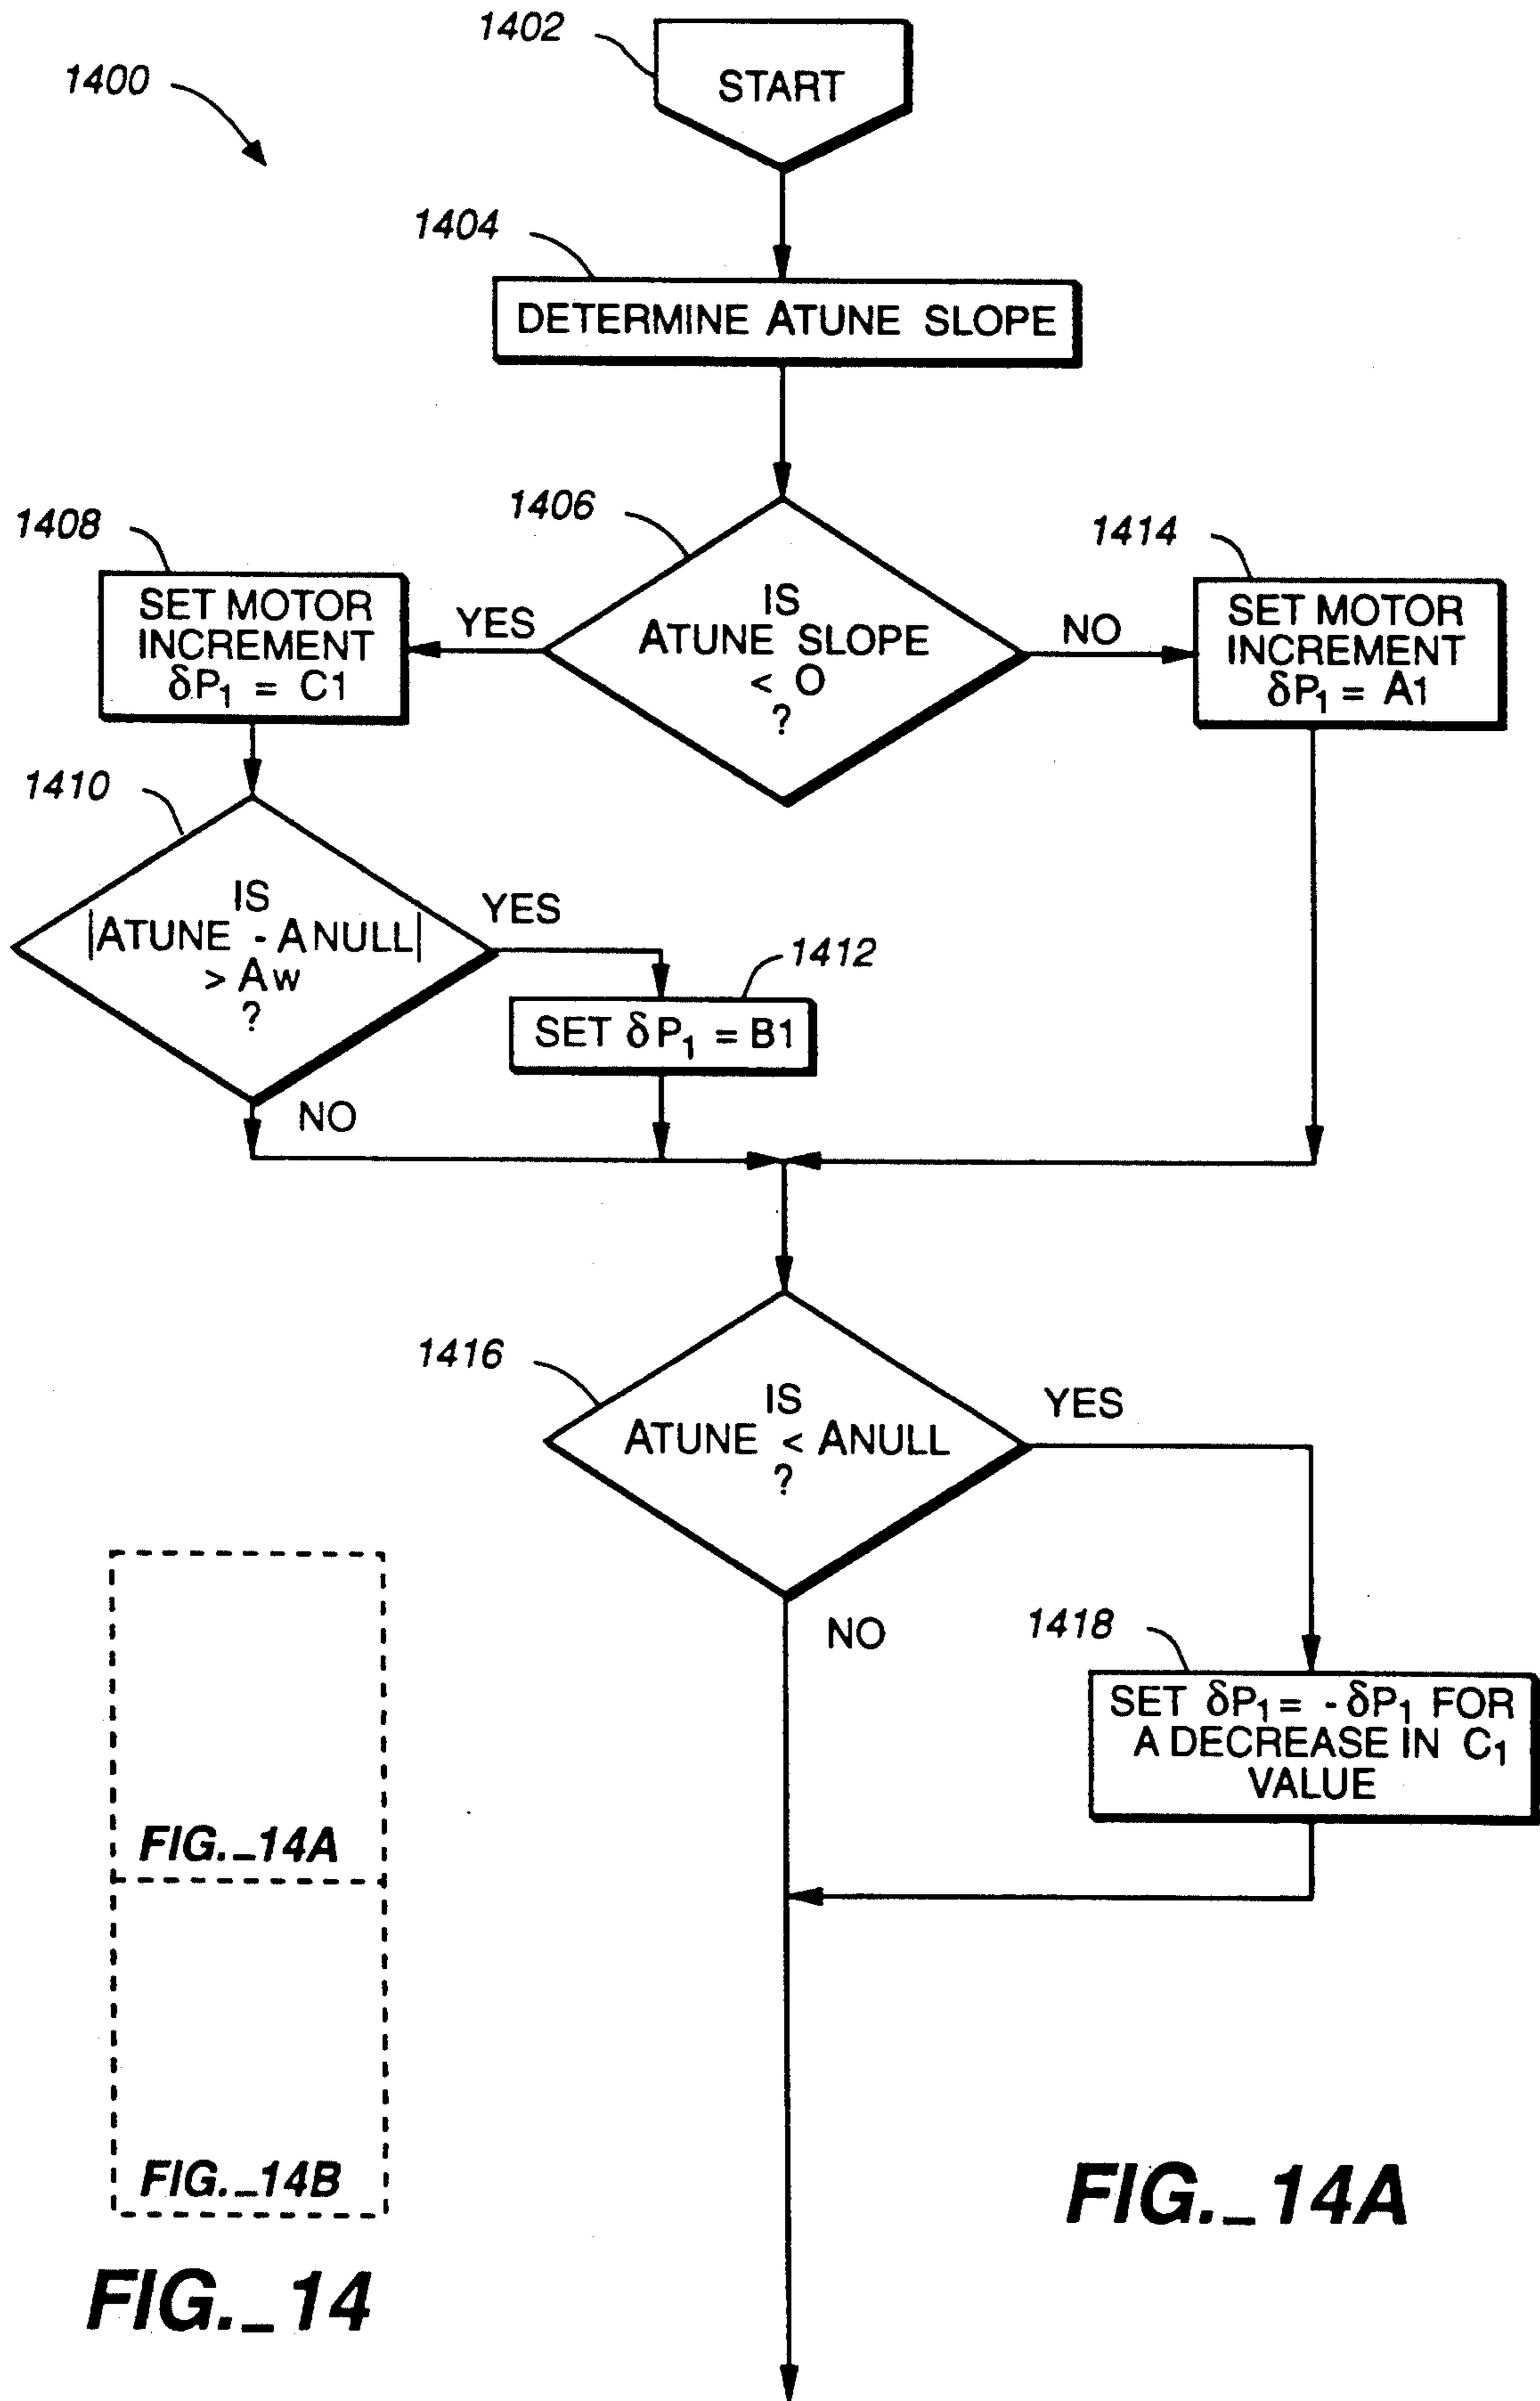 1402
1400
START
1404
DETERMINE ATUNE SLOPE
1406
1408
1414
SET MOTOR
INCREMENT
δP₁ = C1
YES
IS
ATUNE SLOPE
< O
?
NO
SET MOTOR
INCREMENT
δP₁ = A1
1410
IS
|ATUNE - ANULL|
> AW
?
YES
1412
SET δP₁ = B1
NO
1416
IS
ATUNE < ANULL
?
YES
NO
1418
SET δP₁ = - δP₁ FOR
A DECREASE IN C₁
VALUE
FIG._14A
FIG._14B
FIG._14
FIG._14A